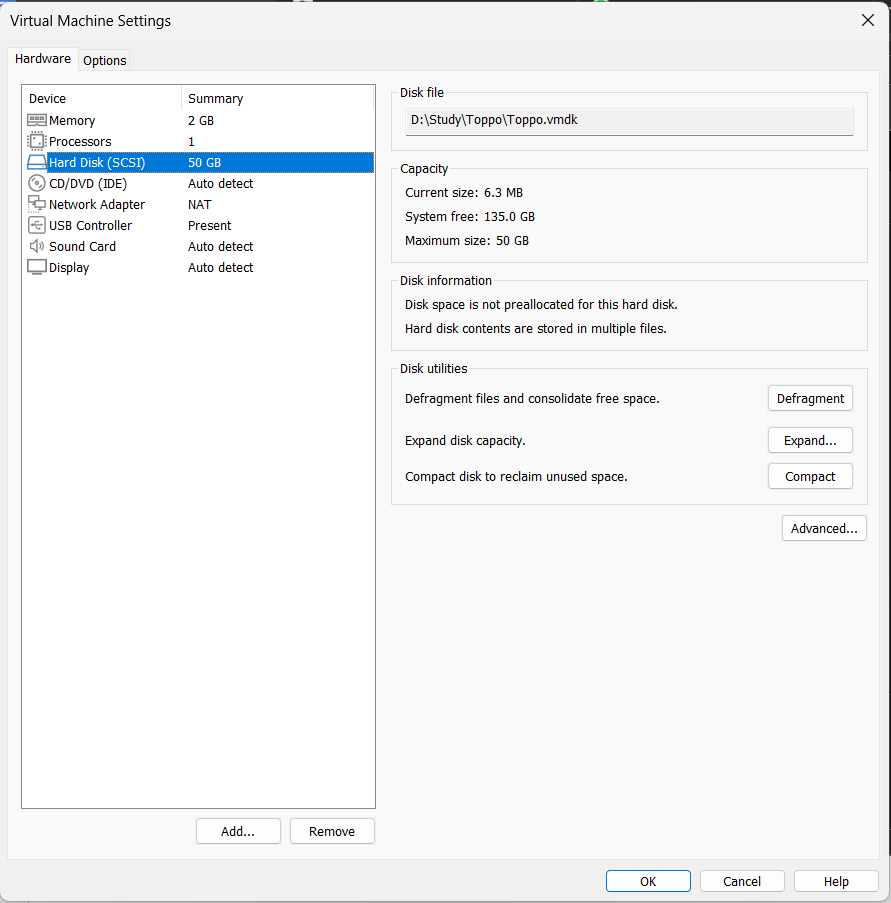 Virtual Machine Settings
Hardware Options
Device Summary
Memory 2 GB
Processors 1
Hard Disk (SCSI) 50 GB
CD/DVD (IDE) Auto detect
Network Adapter NAT
USB Controller Present
Sound Card Auto detect
Display Auto detect
Add... Remove
Disk file
D:\Study\Toppo\Toppo.vmdk
Capacity
Current size: 6.3 MB
System free: 135.0 GB
Maximum size: 50 GB
Disk information
Disk space is not preallocated for this hard disk.
Hard disk contents are stored in multiple files.
Disk utilities
Defragment files and consolidate free space. Defragment
Expand disk capacity. Expand...
Compact disk to reclaim unused space. Compact
Advanced...
OK Cancel Help